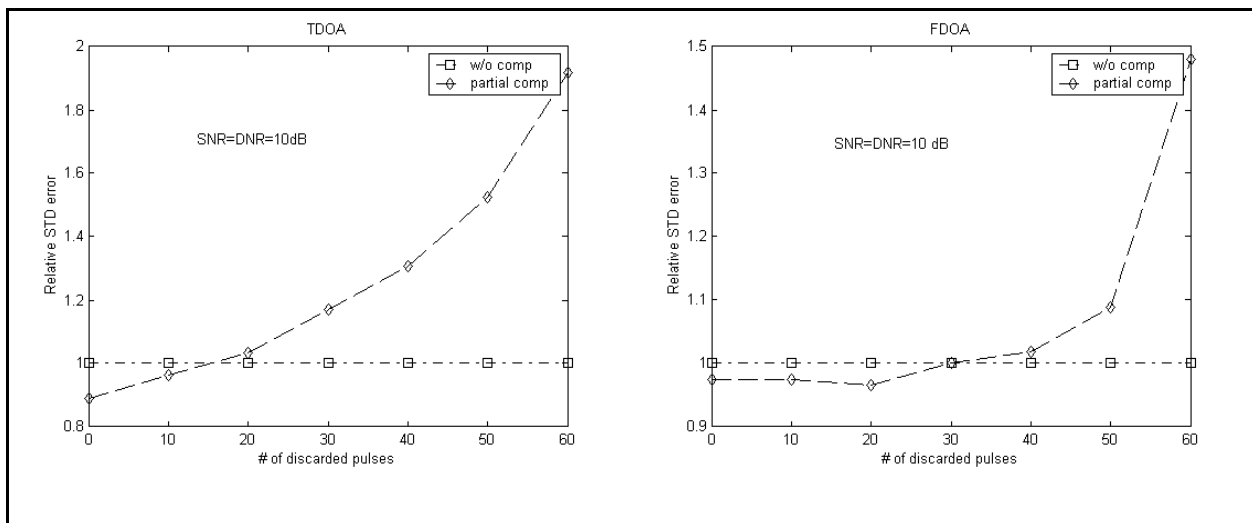 TDOA
2
1.8
1.6
1.4
1.2
1
0.8
0
10
20
30
40
50
60
w/o comp
partial comp
SNR=DNR=10dB
Relative STD error
# of discarded pulses
FDOA
1.5
1.4
1.3
1.2
1.1
1
0.9
0
10
20
30
40
50
60
w/o comp
partial comp
SNR=DNR=10 dB
Relative STD error
# of discarded pulses